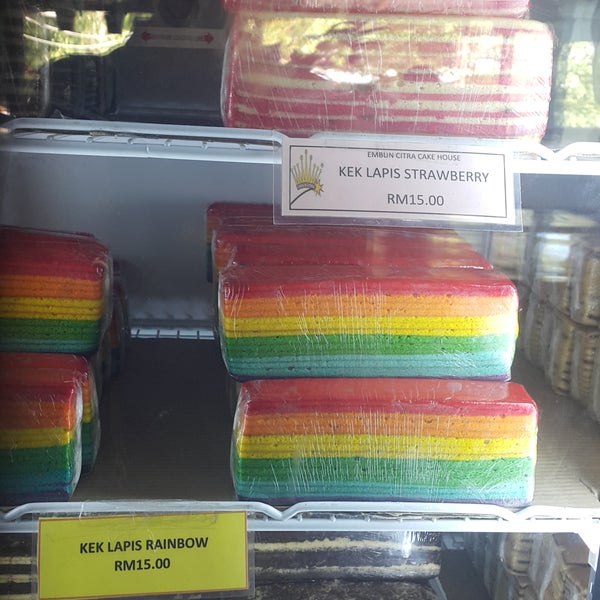 EMBUN CITRA CAKE HOUSE
KEK LAPIS STRAWBERRY
RM15.00
KEK LAPIS RAINBOW
RM15.00